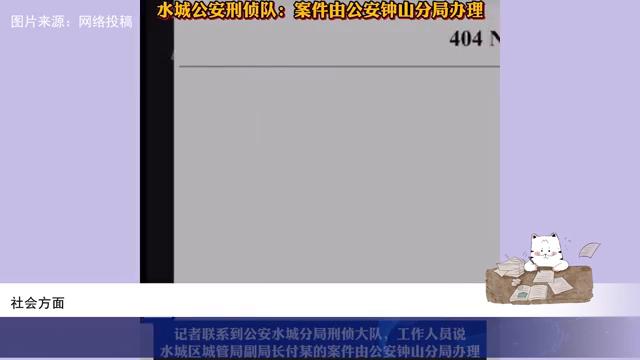 水城公安刑侦队：案件由公安钟山分局办理
图片来源：网络投稿
404 N
社会方面
记者联系到公安水城分局刑侦大队，工作人员说
水城区城管局副局长付某的案件由公安钟山分局办理